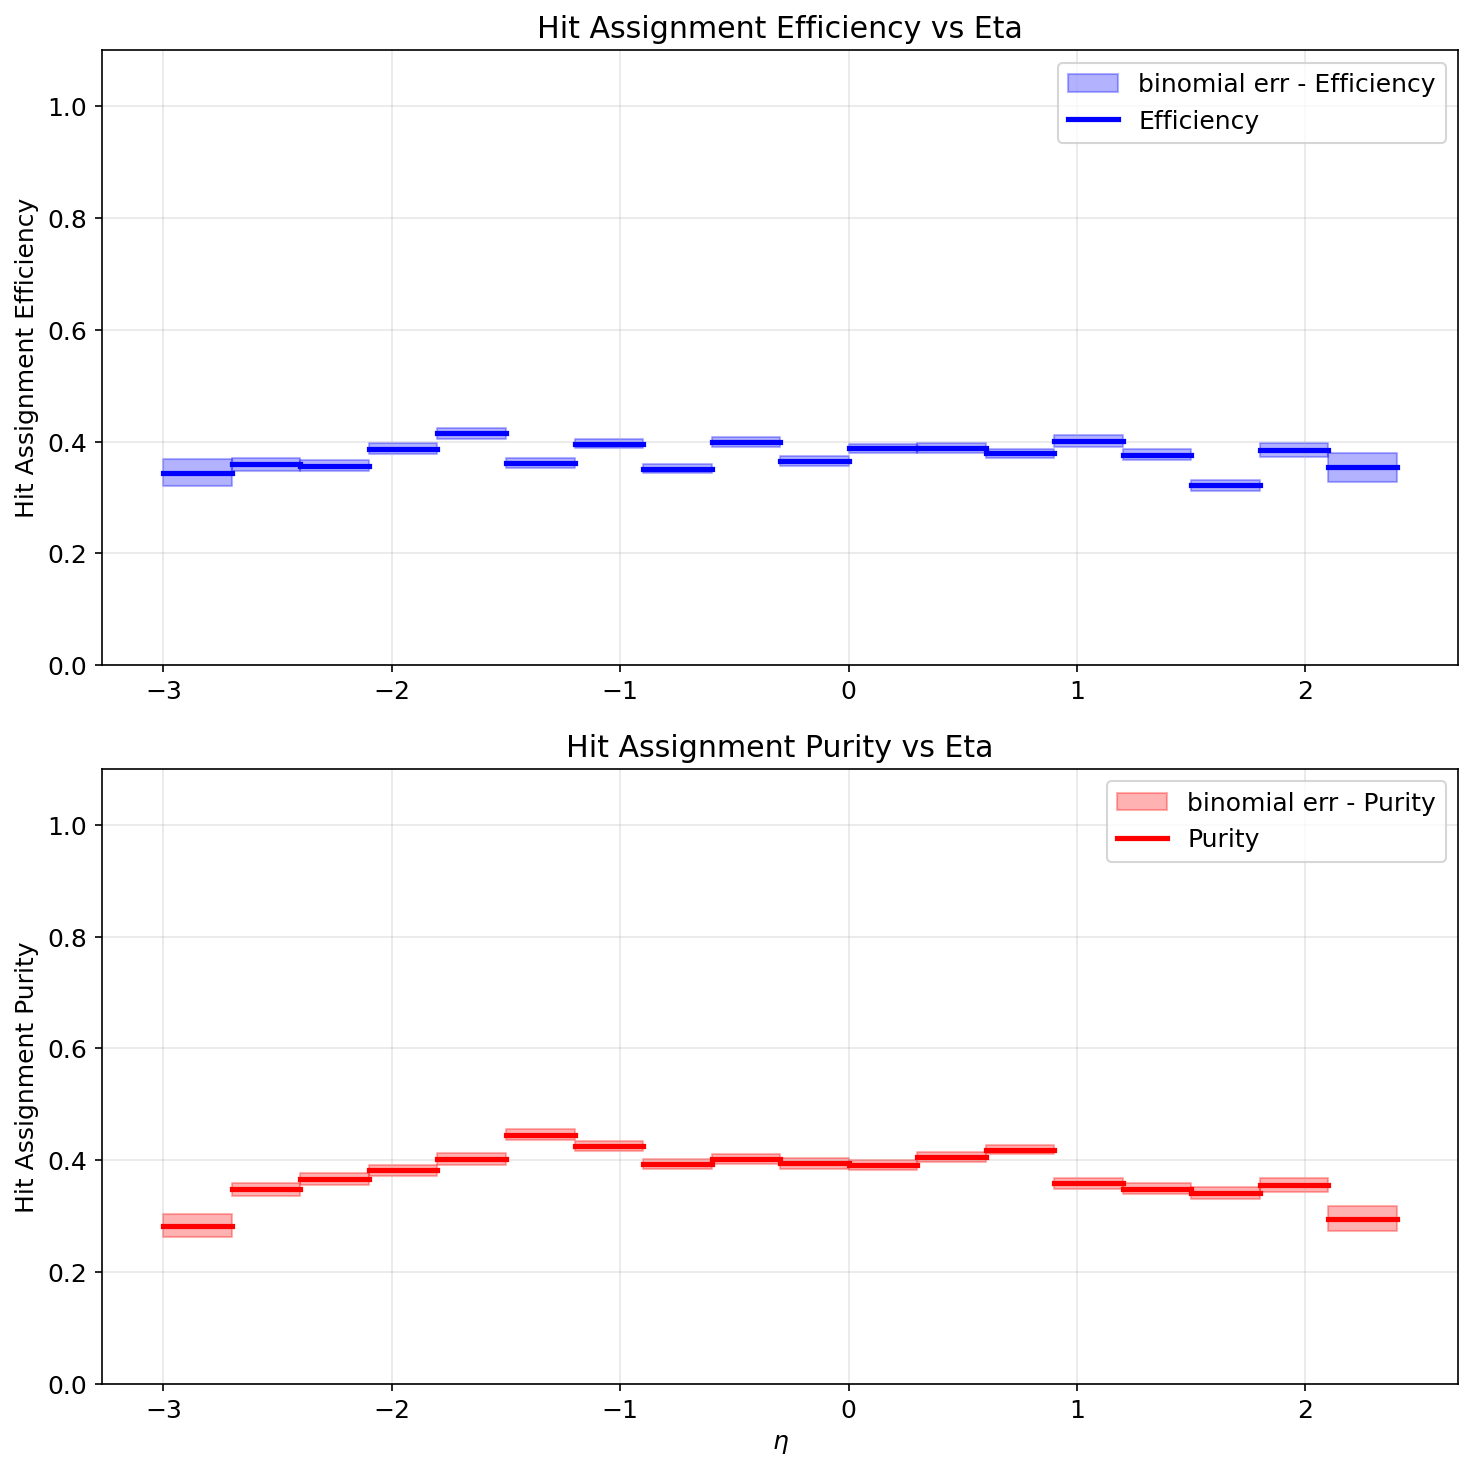 Hit Assignment Efficiency vs Eta
binomial err - Efficiency
Efficiency
Hit Assignment Efficiency
1.0
0.8
0.6
0.4
0.2
0.0
−3
−2
−1
0
1
2
Hit Assignment Purity vs Eta
binomial err - Purity
Purity
Hit Assignment Purity
1.0
0.8
0.6
0.4
0.2
0.0
−3
−2
−1
0
1
2
η